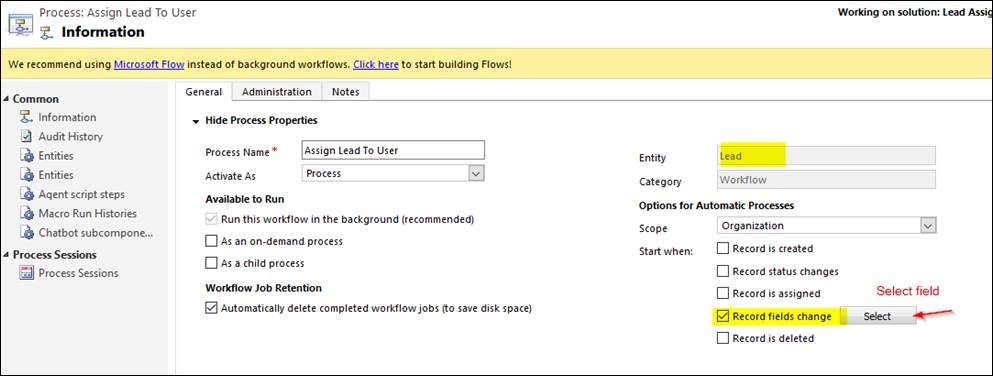 Process: Assign Lead To User
Information
Working on solution: Lead Assig
We recommend using Microsoft Flow instead of background workflows. Click here to start building Flows!
Common
Information
Audit History
Entities
Entities
Agent script steps
Macro Run Histories
Chatbot subcompone...
Process Sessions
Process Sessions
General
Administration
Notes
Hide Process Properties
Process Name *
Assign Lead To User
Activate As
Process
Available to Run
Run this workflow in the background (recommended)
As an on-demand process
As a child process
Workflow Job Retention
Automatically delete completed workflow jobs (to save disk space)
Entity
Lead
Category
Workflow
Options for Automatic Processes
Scope
Organization
Start when:
Record is created
Record status changes
Record is assigned
Select field
Record fields change
Select
Record is deleted